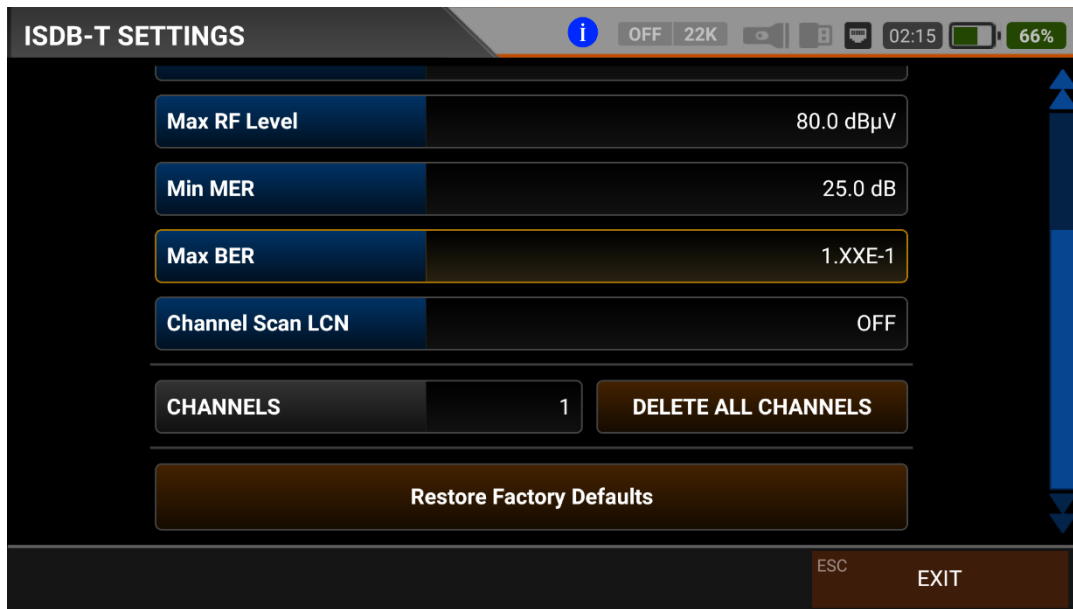 ISDB-T SETTINGS
i
OFF 22K
02:15
66%
Max RF Level 80.0 dBµV
Min MER 25.0 dB
Max BER 1.XXE-1
Channel Scan LCN OFF
CHANNELS 1 DELETE ALL CHANNELS
Restore Factory Defaults
ESC EXIT